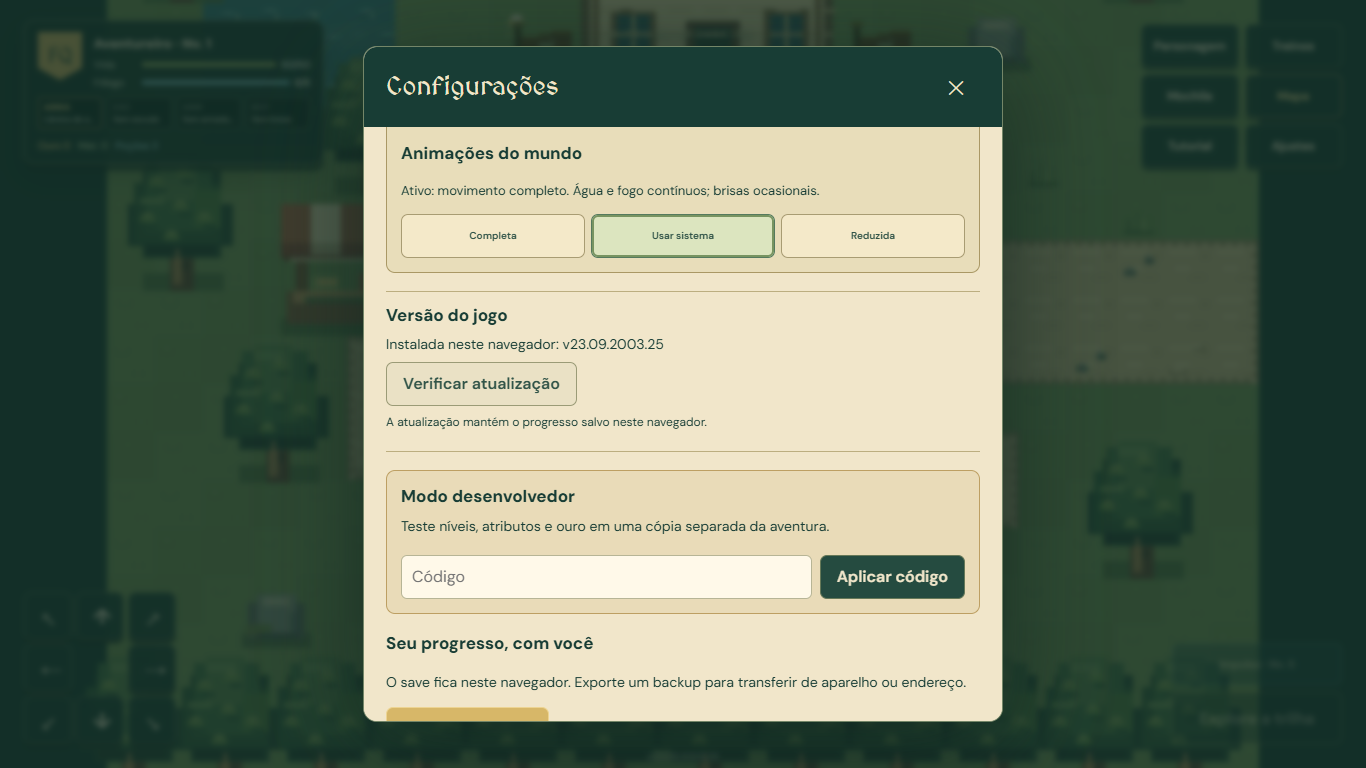 Configurações
Animações do mundo
Ativo: movimento completo. Água e fogo contínuos; brisas ocasionais.
Completa
Usar sistema
Reduzida
Versão do jogo
Instalada neste navegador: v23.09.2003.25
Verificar atualização
A atualização mantém o progresso salvo neste navegador.
Modo desenvolvedor
Teste níveis, atributos e ouro em uma cópia separada da aventura.
Código
Aplicar código
Seu progresso, com você
O save fica neste navegador. Exporte um backup para transferir de aparelho ou endereço.
Personagem
Talentos
Mochila
Mapa
Tutorial
Ajustes